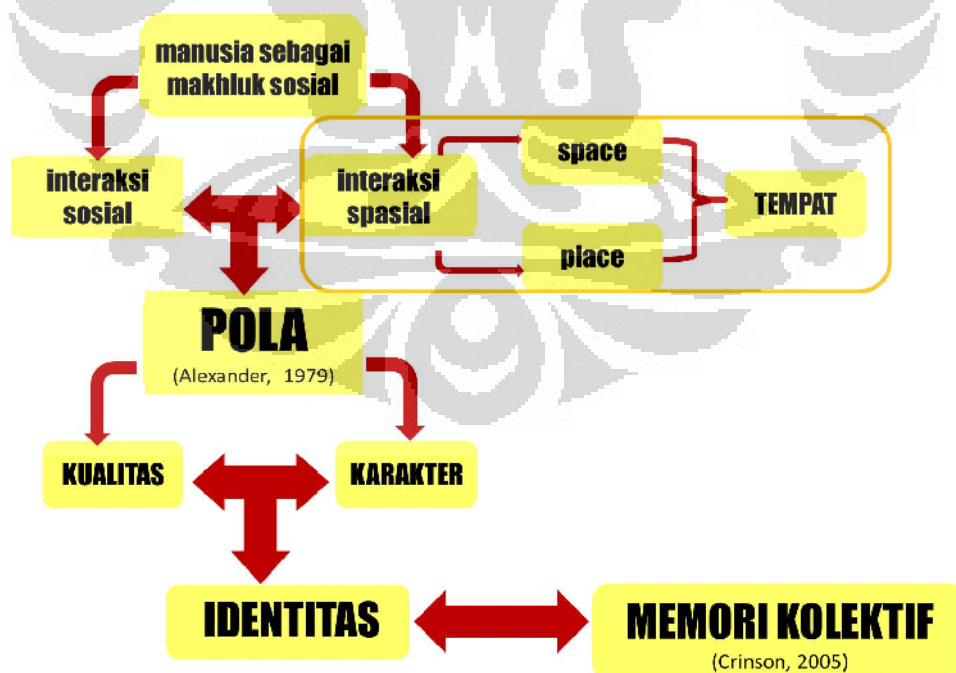 manusia sebagai
makhluk sosial
interaksi
sosial
interaksi
spasial
space
place
TEMPAT
POLA
(Alexander, 1979)
KUALITAS
KARAKTER
IDENTITAS
MEMORI KOLEKTIF
(Crinson, 2005)